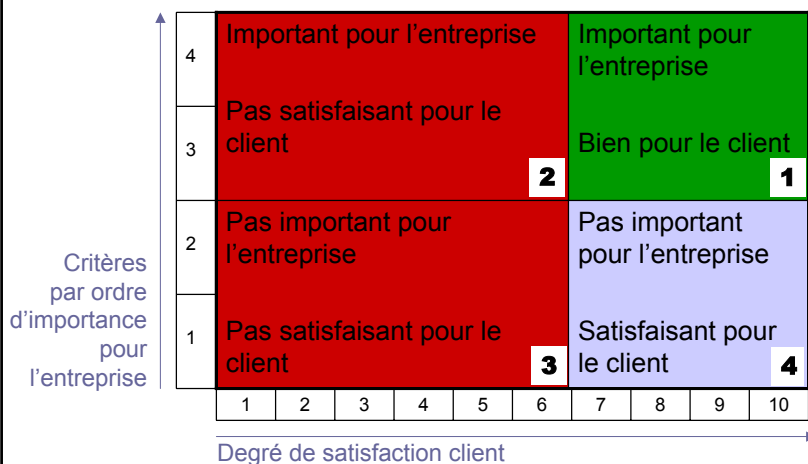 4
Important pour l'entreprise
Pas satisfaisant pour le
client
2
Important pour
l'entreprise
Bien pour le client
1
3
2
Pas important pour
l'entreprise
Pas satisfaisant pour le
client
3
Pas important
pour l'entreprise
Satisfaisant pour
le client
4
1
Critères
par ordre
d'importance
pour
l'entreprise
1 2 3 4 5 6 7 8 9 10
Degré de satisfaction client